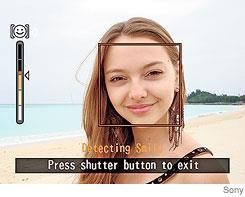 Detecting Smile
Press shutter button to exit
Sony